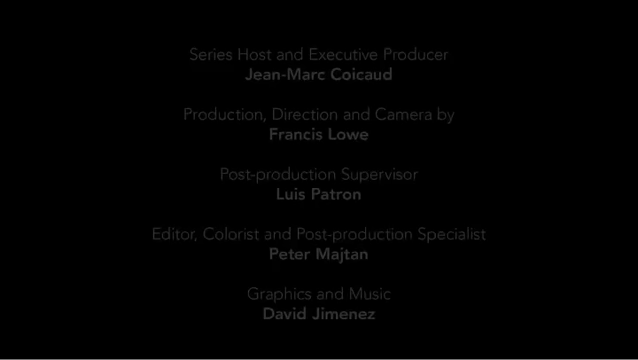 Series Host and Executive Producer
Jean-Marc Coicaud
Production, Direction and Camera by
Francis Lowe
Post-production Supervisor
Luis Patron
Editor, Colorist and Post-production Specialist
Peter Majtan
Graphics and Music
David Jimenez